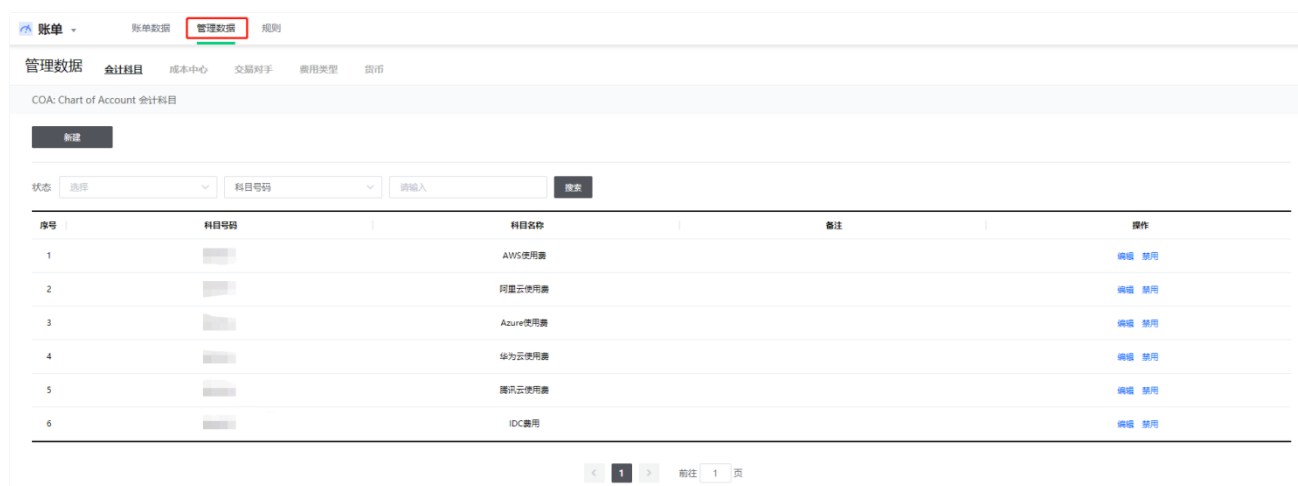 账单 账单数据 管理数据 规则
管理数据 会计科目 成本中心 交易对手 费用类型 货币
COA: Chart of Account 会计科目
新建
状态 选择 科目号码 请输入 搜索
序号 科目号码 科目名称 备注 操作
1 AWS使用费 编辑 禁用
2 阿里云使用费 编辑 禁用
3 Azure使用费 编辑 禁用
4 华为云使用费 编辑 禁用
5 腾讯云使用费 编辑 禁用
6 IDC费用 编辑 禁用
< 1 > 前往 1 页